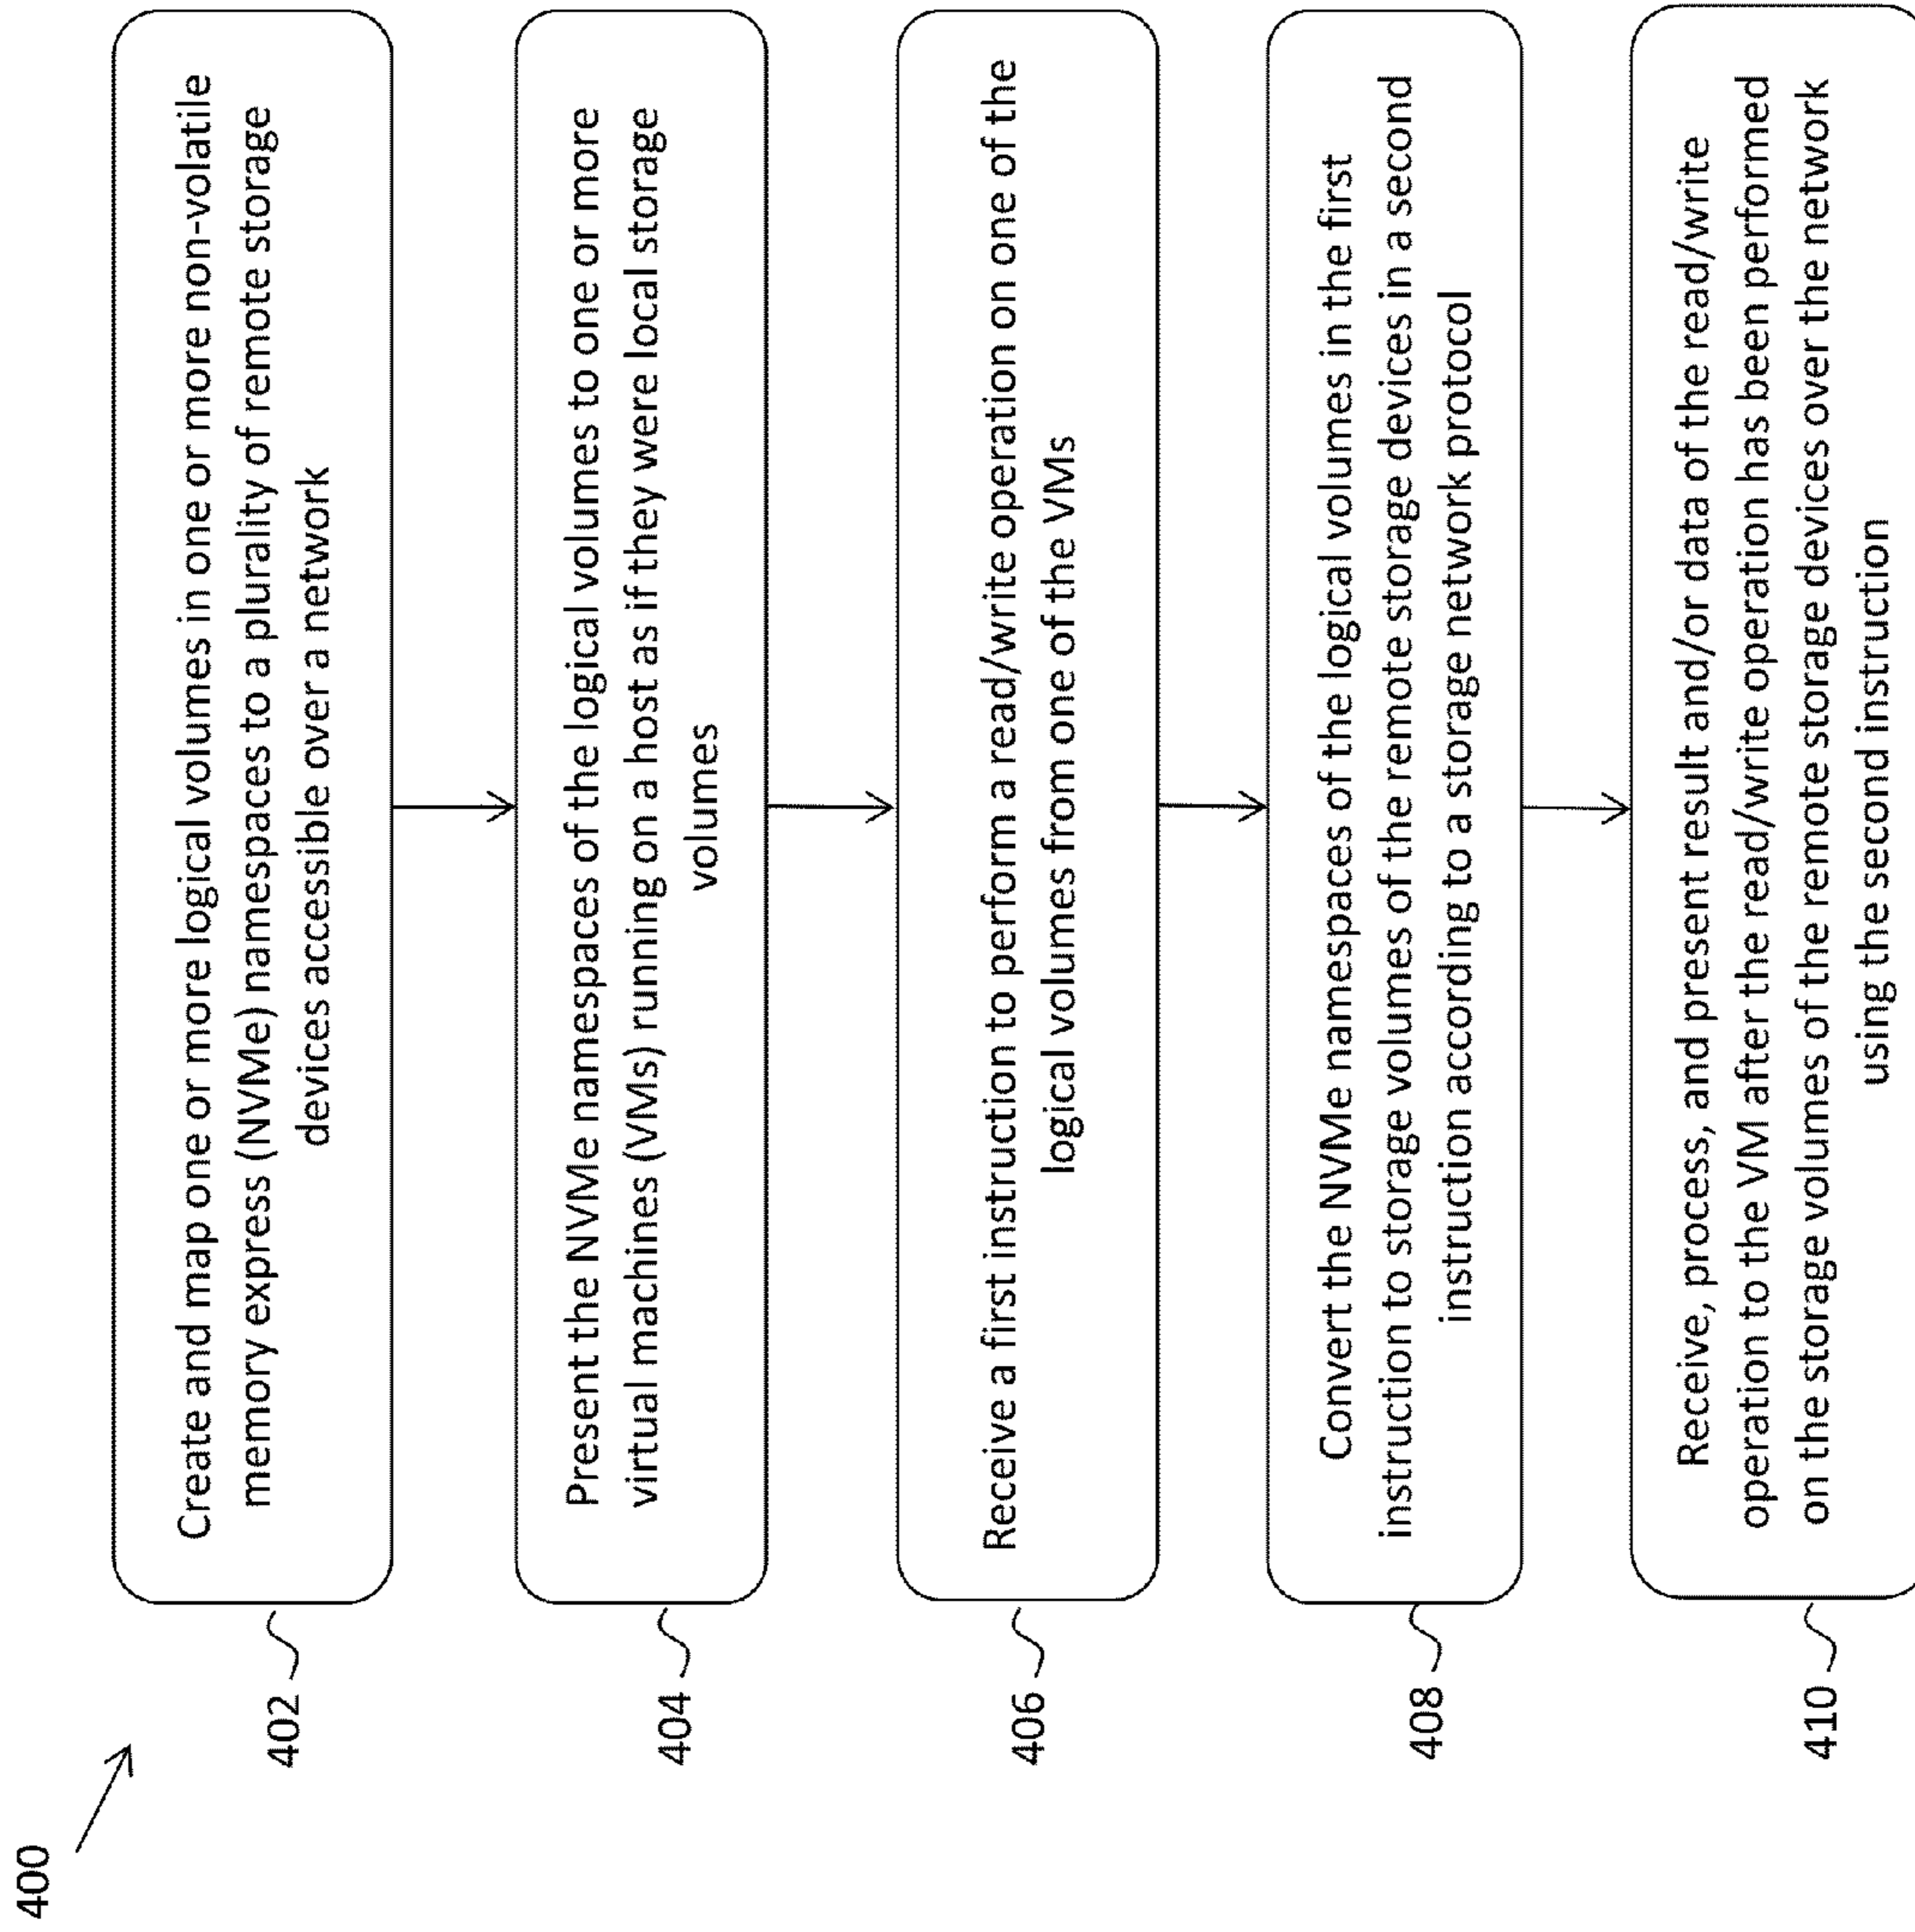 400
402
Create and map one or more logical volumes in one or more non-volatile
memory express (NVMe) namespaces to a plurality of remote storage
devices accessible over a network
404
Present the NVMe namespaces of the logical volumes to one or more
virtual machines (VMs) running on a host as if they were local storage
volumes
406
Receive a first instruction to perform a read/write operation on one of the
logical volumes from one of the VMs
408
Convert the NVMe namespaces of the logical volumes in the first
instruction to storage volumes of the remote storage devices in a second
instruction according to a storage network protocol
410
Receive, process, and present result and/or data of the read/write
operation to the VM after the read/write operation has been performed
on the storage volumes of the remote storage devices over the network
using the second instruction